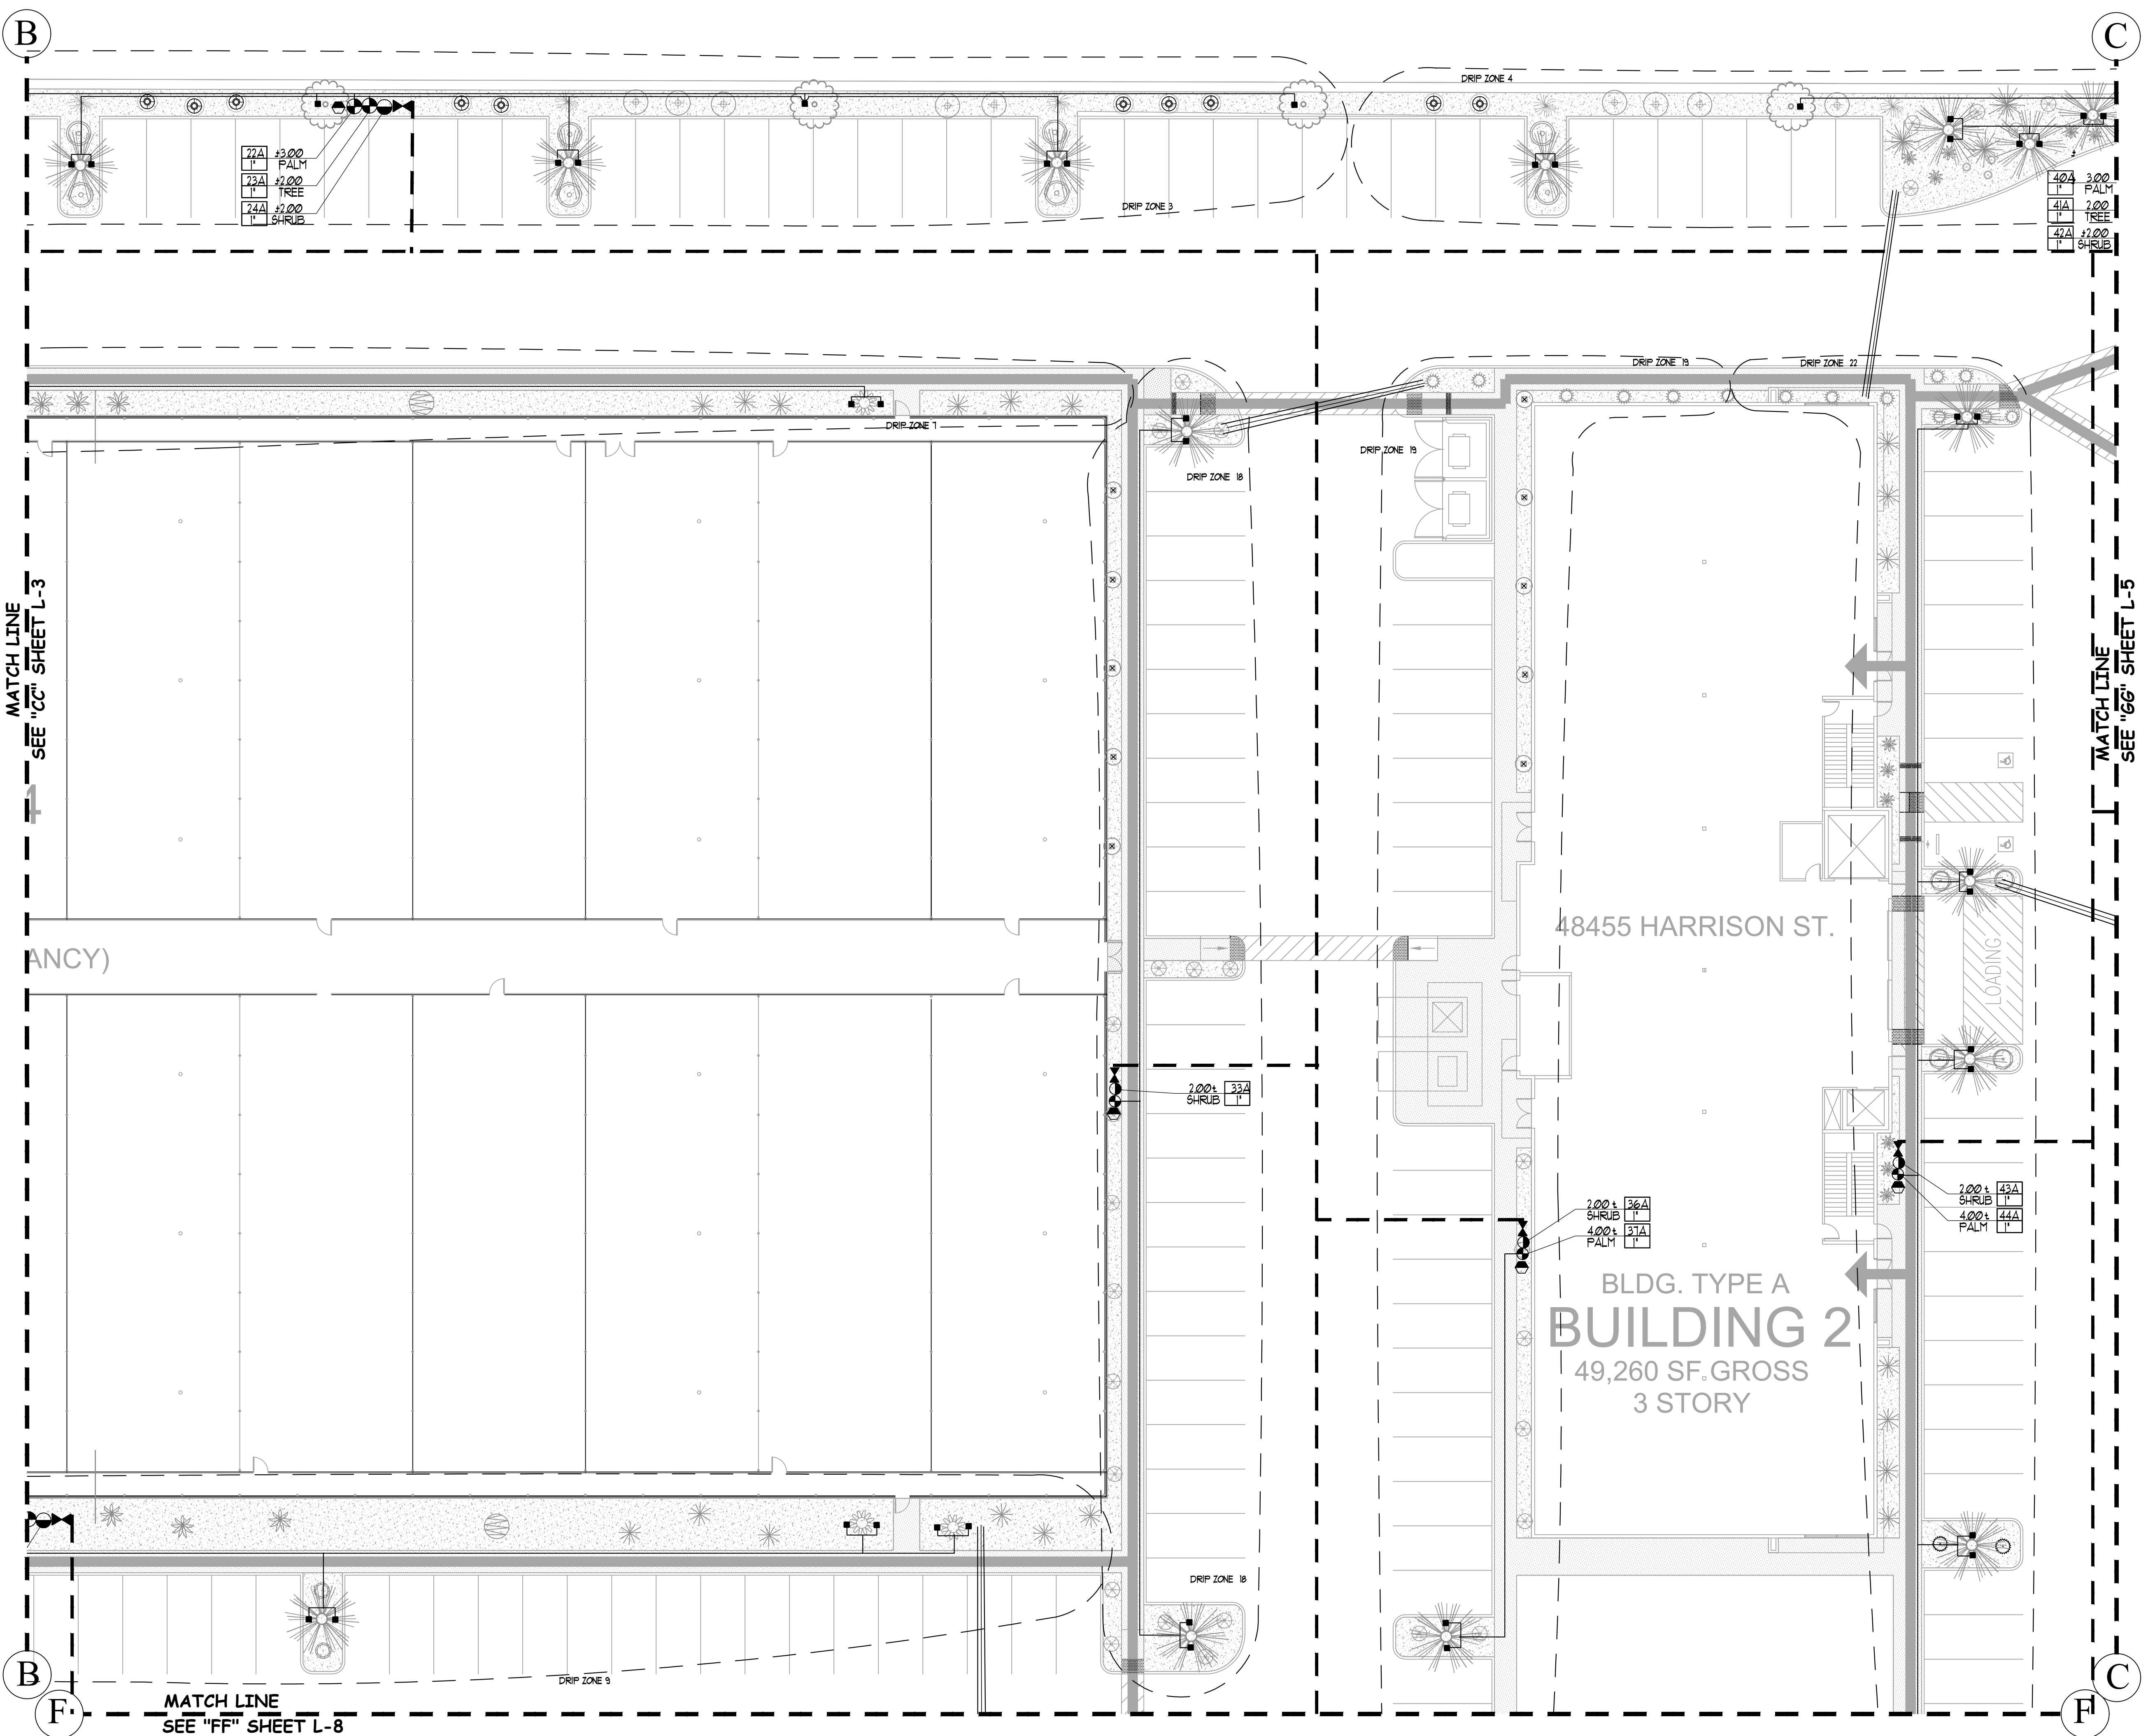 B
C
DRIP ZONE 4
22A ±3.00
1" PALM
23A ±2.00
1" TREE
24A ±2.00
1" SHRUB
DRIP ZONE 3
40A 3.00
1" PALM
41A 2.00
1" TREE
42A ±2.00
1" SHRUB
DRIP ZONE 19
DRIP ZONE 22
DRIP ZONE 7
DRIP ZONE 19
DRIP ZONE 18
MATCH LINE
SEE "CC" SHEET L-3
MATCH LINE
SEE "GG" SHEET L-5
4
48455 HARRISON ST.
ANCY)
LOADING
2.00± 33A
SHRUB 1"
2.00± 43A
SHRUB 1"
4.00± 44A
PALM 1"
2.00± 36A
SHRUB 1"
4.00± 37A
PALM 1"
BLDG. TYPE A
BUILDING 2
49,260 SF. GROSS
3 STORY
DRIP ZONE 18
B
C
DRIP ZONE 9
F
MATCH LINE
SEE "FF" SHEET L-8
F